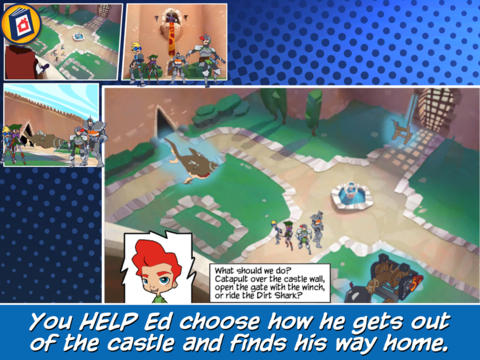 What should we do?
Catapult over the castle wall,
open the gate with the winch,
or ride the Dirt Shark?
You HELP Ed choose how he gets out
of the castle and finds his way home.